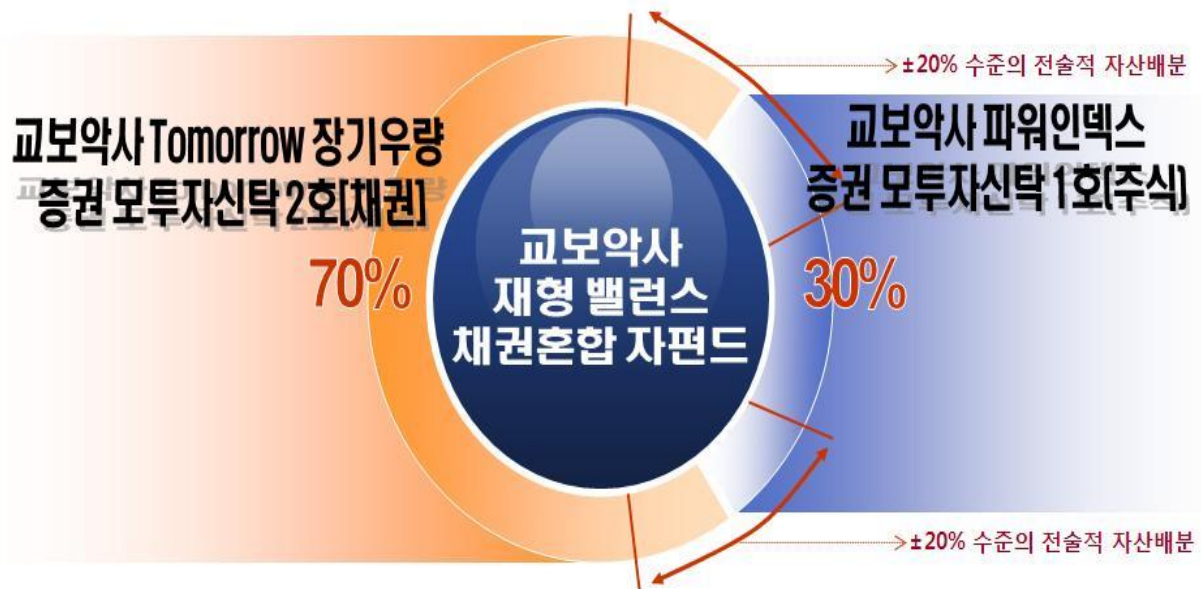 ±20% 수준의 전술적 자산배분
교보악사 Tomorrow 장기우량
증권 모투자신탁 2호[채권]
70%
교보악사
재형 밸런스
채권혼합 자펀드
교보악사 파워인덱스
증권 모투자신탁 1호(주식)
30%
±20% 수준의 전술적 자산배분